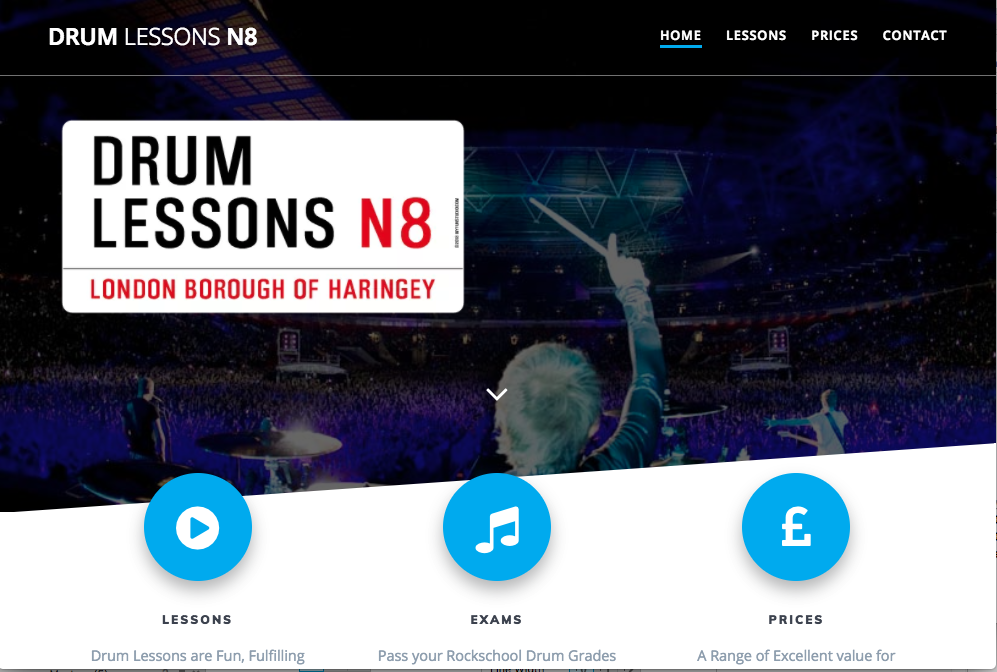 DRUM LESSONS N8
HOME LESSONS PRICES CONTACT
DRUM
LESSONS N8
LONDON BOROUGH OF HARINGEY
£
LESSONS
EXAMS
PRICES
Drum Lessons are Fun, Fulfilling
Pass your Rockschool Drum Grades
A Range of Excellent value for